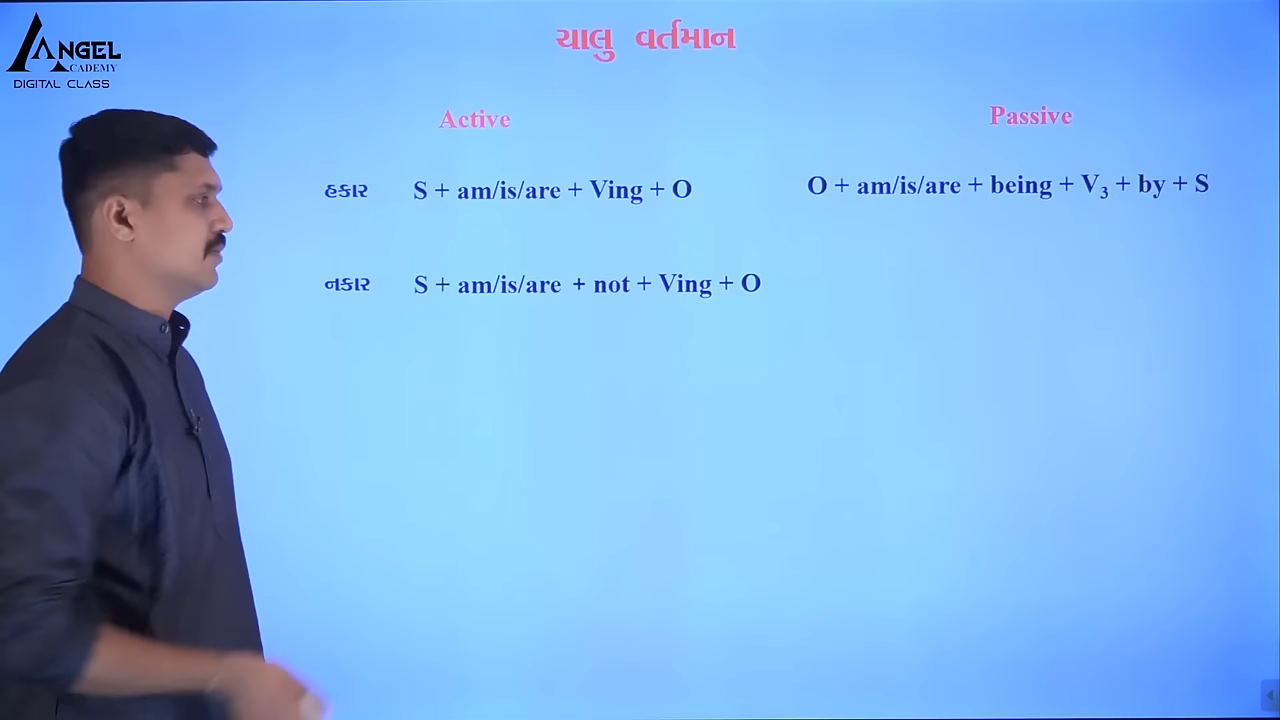 ANGEL
ACADEMY
DIGITAL CLASS
ચાલુ વર્તમાન
Active
Passive
હકાર S + am/is/are + Ving + O
O + am/is/are + being + V₃ + by + S
નકાર S + am/is/are + not + Ving + O